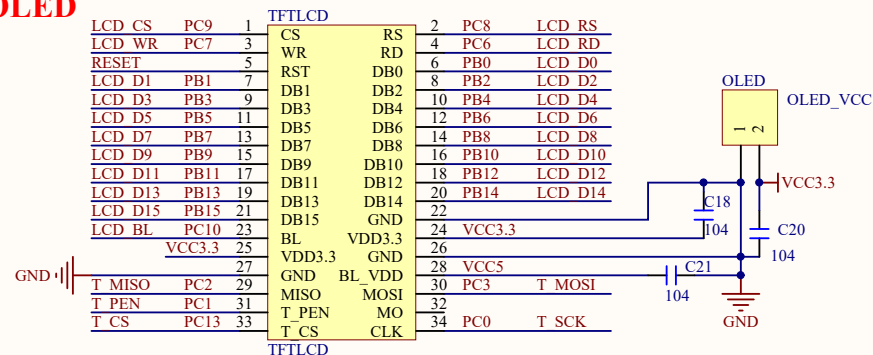 OLED
TFTLCD
LCD_CS PC9 1 CS RS 2 PC8 LCD_RS
LCD_WR PC7 3 WR RD 4 PC6 LCD_RD
RESET 5 RST DB0 6 PB0 LCD_D0
LCD_D1 PB1 7 DB1 DB2 8 PB2 LCD_D2
LCD_D3 PB3 9 DB3 DB4 10 PB4 LCD_D4
LCD_D5 PB5 11 DB5 DB6 12 PB6 LCD_D6
LCD_D7 PB7 13 DB7 DB8 14 PB8 LCD_D8
LCD_D9 PB9 15 DB9 DB10 16 PB10 LCD_D10
LCD_D11 PB11 17 DB11 DB12 18 PB12 LCD_D12
LCD_D13 PB13 19 DB13 DB14 20 PB14 LCD_D14
LCD_D15 PB15 21 DB15 GND 22
LCD_BL PC10 23 BL VDD3.3 24 VCC3.3
VCC3.3 25 VDD3.3 GND 26
GND 27 GND BL_VDD 28 VCC5
T_MISO PC2 29 MISO MOSI 30 PC3 T_MOSI
T_PEN PC1 31 T_PEN MO 32
T_CS PC13 33 T_CS CLK 34 PC0 T_SCK
TFTLCD
OLED
OLED_VCC
1 2
VCC3.3
C18
104
C20
104
C21
104
GND